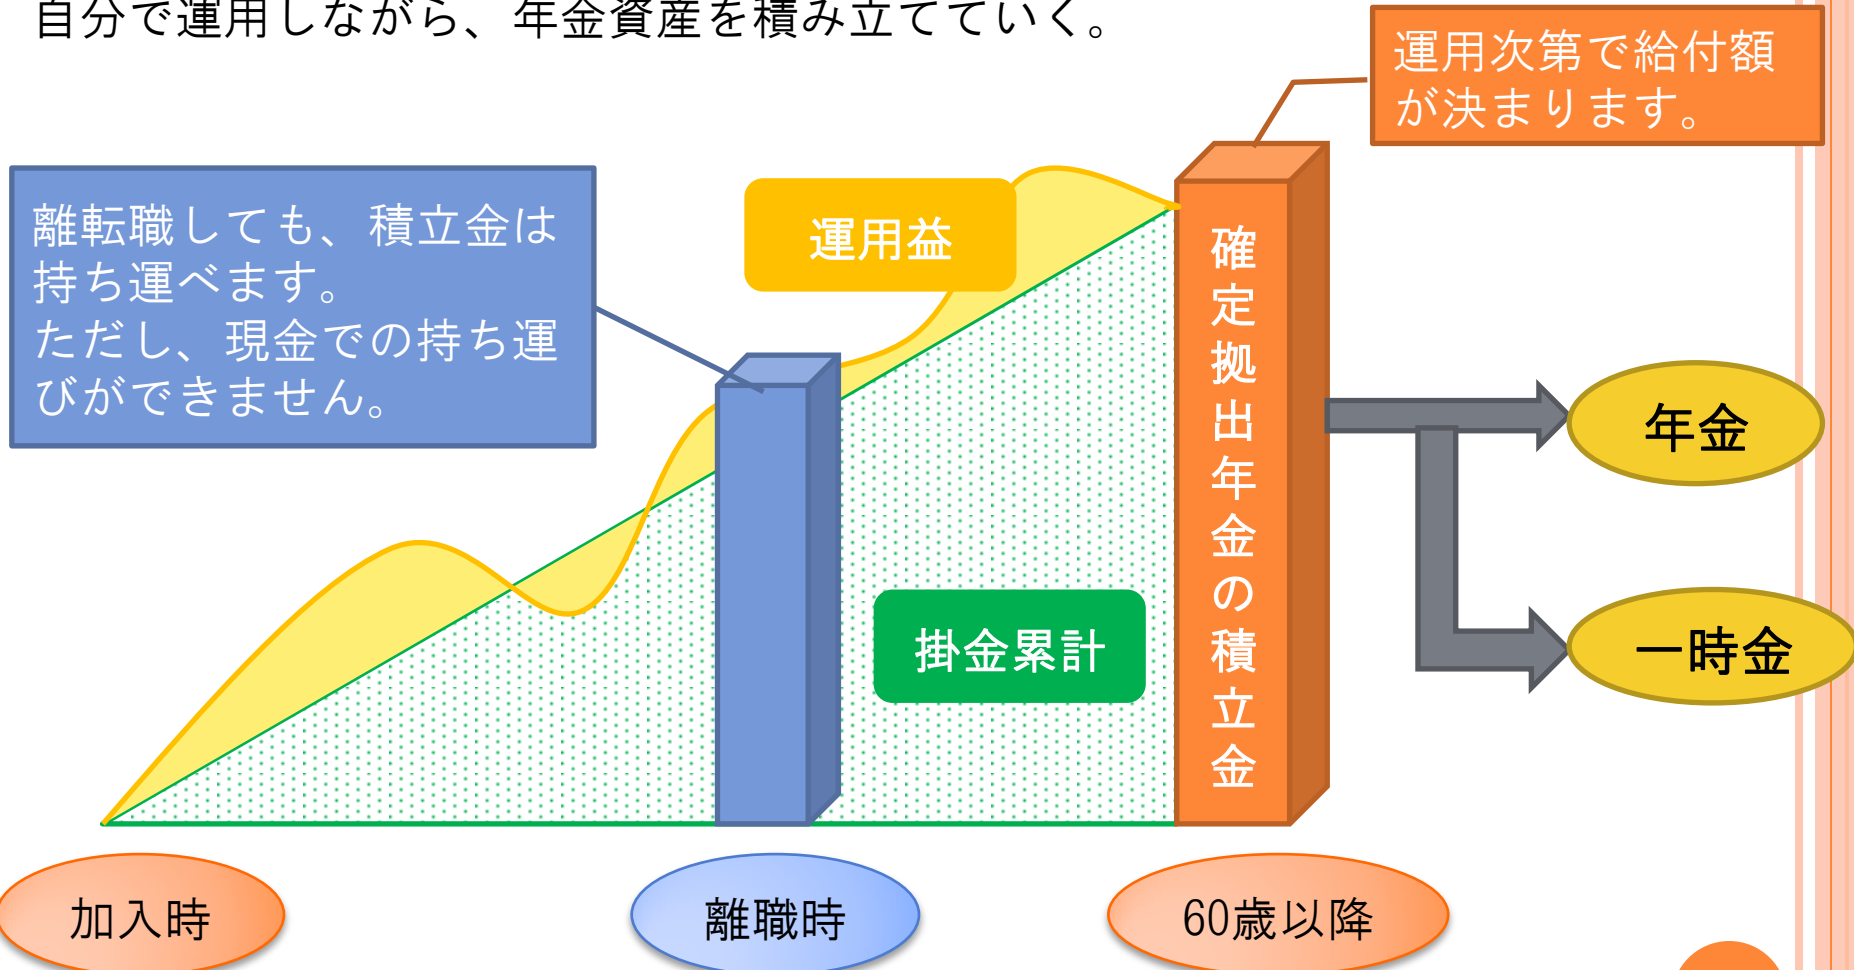 自分で運用しながら、年金資産を積み立てていく。
運用次第で給付額
が決まります。
離転職しても、積立金は
持ち運べます。
ただし、現金での持ち運
びができません。
運用益
確定拠出年金の積立金
掛金累計
年金
一時金
加入時
離職時
60歳以降